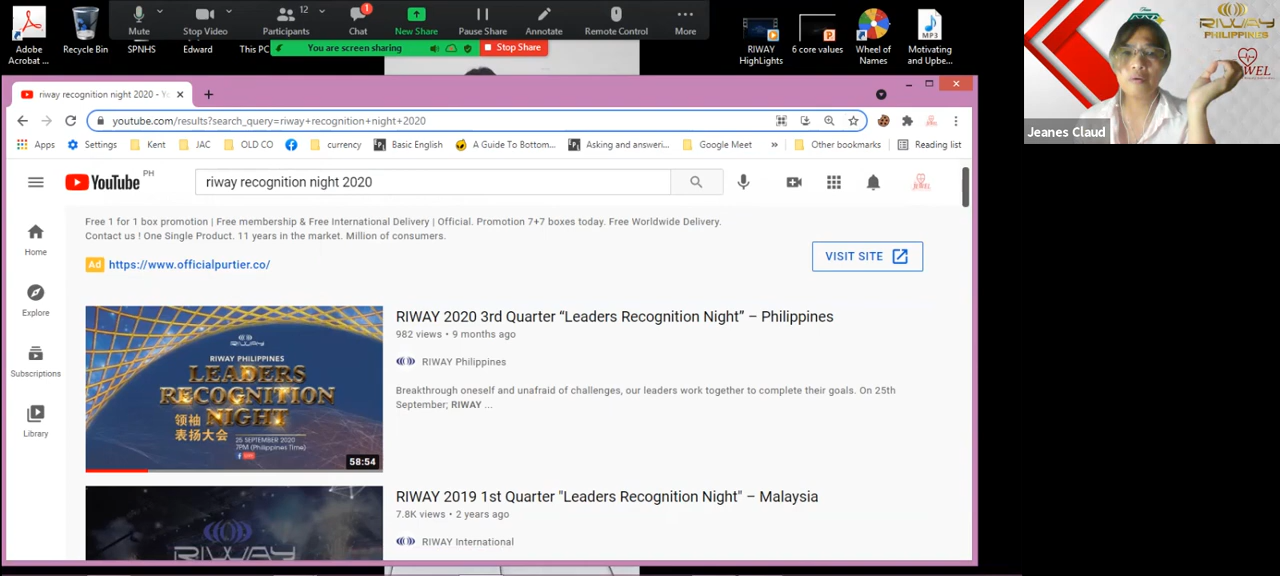 Mute
Stop Video
12
Participants
1
Chat
New Share
Pause Share
Annotate
Remote Control
More
You are screen sharing
Stop Share
Adobe
Acrobat ...
Recycle Bin
SPNHS
Edward
This PC
RIWAY
HighLights
6 core values
Wheel of
Names
MP3
Motivating
and Upbe...
RIWAY
PHILIPPINES
Jeanes Claud
riway recognition night 2020 - Yo
youtube.com/results?search_query=riway+recognition+night+2020
Apps
Settings
Kent
JAC
OLD CO
currency
Basic English
A Guide To Bottom...
Asking and answeri...
Google Meet
»
Other bookmarks
Reading list
YouTube PH
riway recognition night 2020
JEWEL
Home
Explore
Subscriptions
Library
Free 1 for 1 box promotion | Free membership & Free International Delivery | Official. Promotion 7+7 boxes today. Free Worldwide Delivery.
Contact us ! One Single Product. 11 years in the market. Million of consumers.
Ad https://www.officialpurtier.co/
VISIT SITE
RIWAY
RIWAY PHILIPPINES
LEADERS
RECOGNITION
领袖 NIGHT
表扬大会
25 SEPTEMBER 2020
7PM (Philippines Time)
58:54
RIWAY 2020 3rd Quarter “Leaders Recognition Night” – Philippines
982 views • 9 months ago
RIWAY Philippines
Breakthrough oneself and unafraid of challenges, our leaders work together to complete their goals. On 25th
September; RIWAY ...
RIWAY
RIWAY 2019 1st Quarter "Leaders Recognition Night" – Malaysia
7.8K views • 2 years ago
RIWAY International